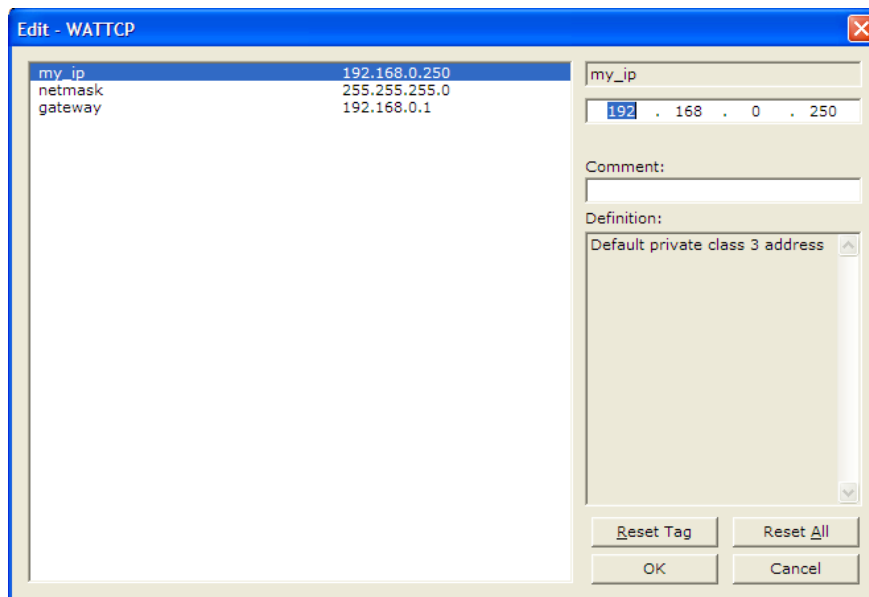 Edit - WATTCP
my_ip 192.168.0.250
netmask 255.255.255.0
gateway 192.168.0.1
my_ip
192 . 168 . 0 . 250
Comment:
Definition:
Default private class 3 address
Reset Tag Reset All
OK Cancel